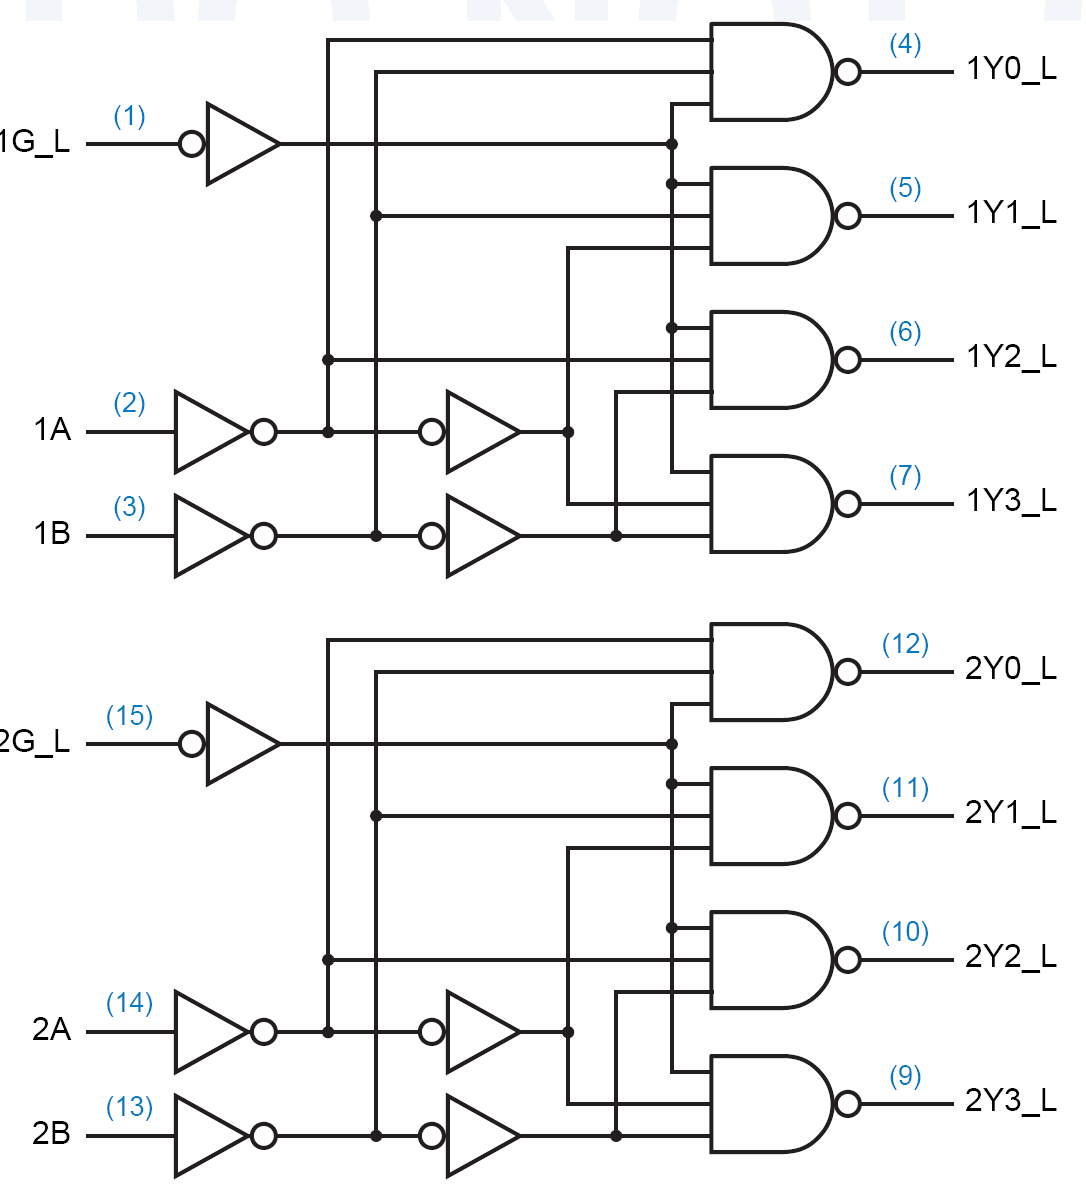 (4)
1Y0_L
(1)
1G_L
(5)
1Y1_L
(6)
1Y2_L
(2)
1A
(7)
1Y3_L
(3)
1B
(12)
2Y0_L
(15)
2G_L
(11)
2Y1_L
(10)
2Y2_L
(14)
2A
(9)
2Y3_L
(13)
2B